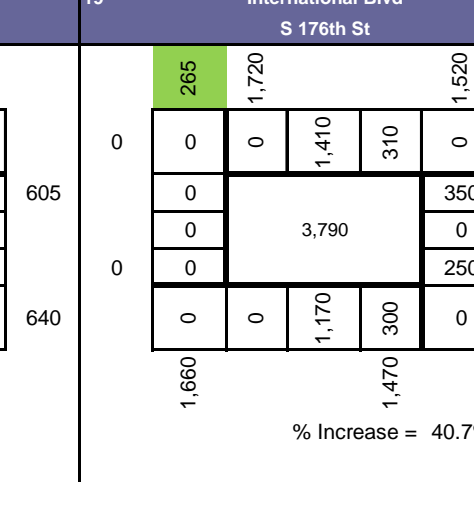 19
International Blvd
S 176th St
265 1,720 1,520
0 0 0 1,410 310 0
605 0 350
0 3,790 0
0 0 250
640 0 0 1,170 300 0
1,660 1,470
% Increase = 40.7%